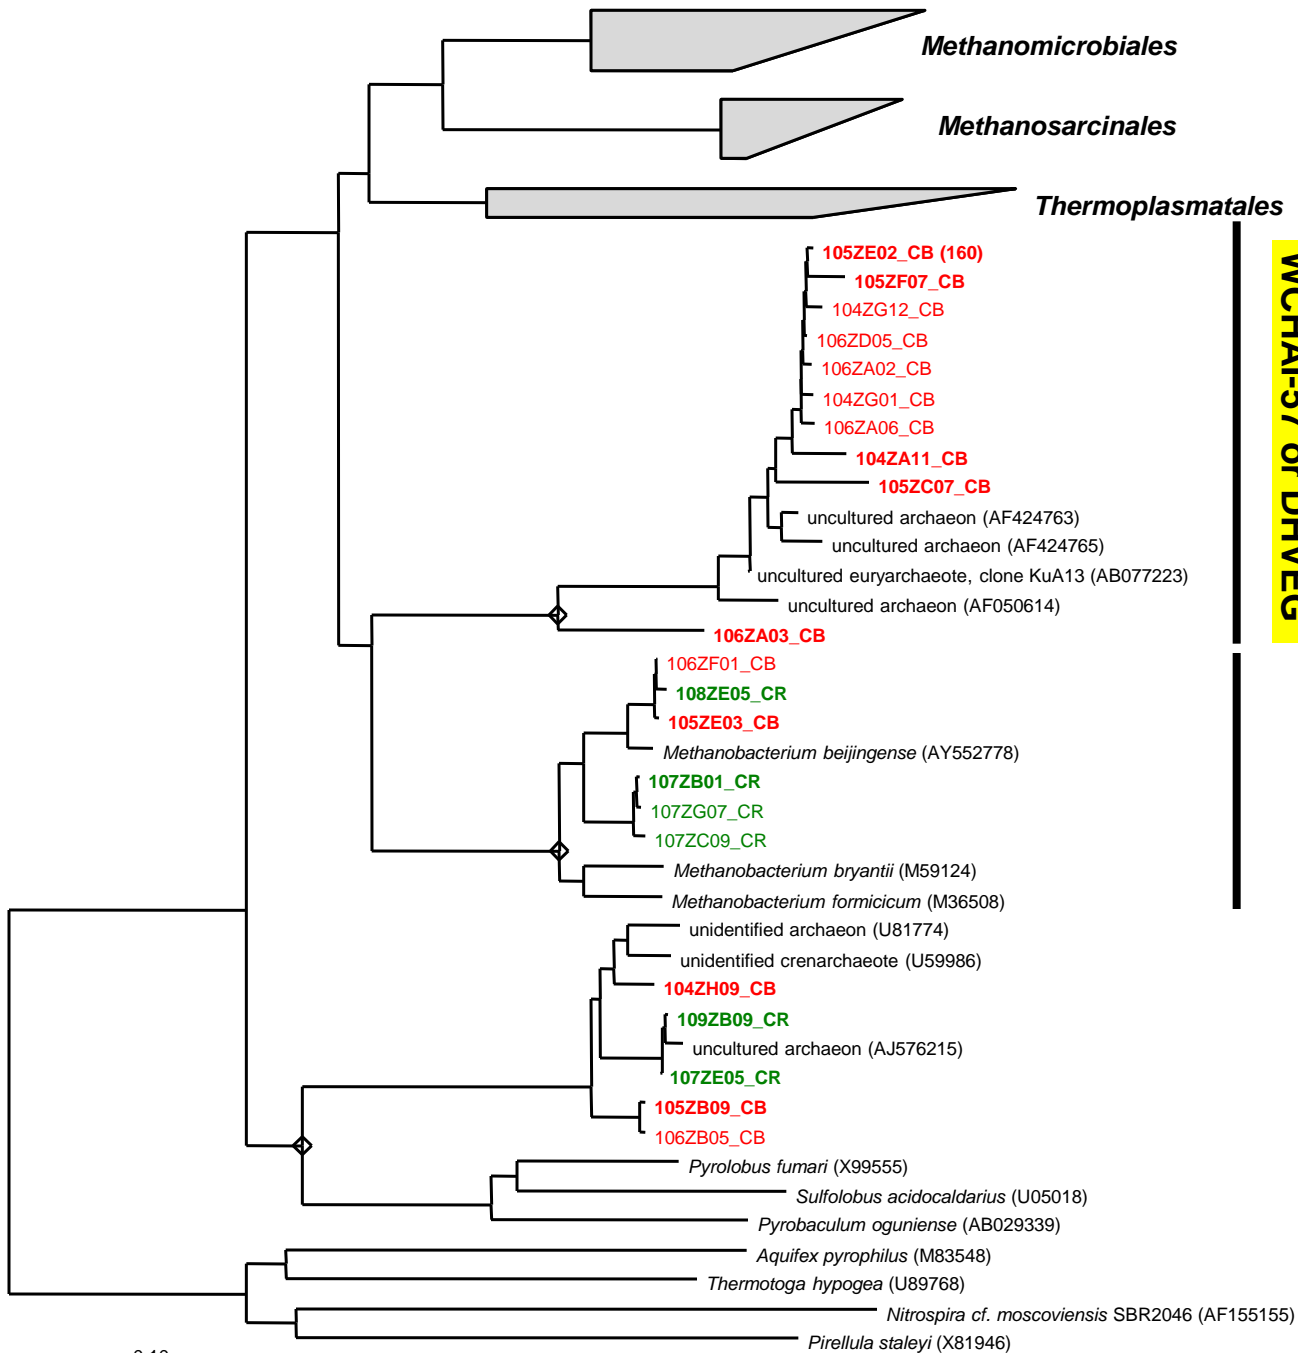 Methanomicrobiales
Methanosarcinales
Thermoplasmatales
105ZE02_CB (160)
105ZF07_CB
104ZG12_CB
106ZD05_CB
106ZA02_CB
104ZG01_CB
106ZA06_CB
104ZA11_CB
105ZC07_CB
uncultured archaeon (AF424763)
uncultured archaeon (AF424765)
uncultured euryarchaeote, clone KuA13 (AB077223)
uncultured archaeon (AF050614)
106ZA03_CB
WCHAI-57 or DHVEG
106ZF01_CB
108ZE05_CR
105ZE03_CB
Methanobacterium beijingense (AY552778)
107ZB01_CR
107ZG07_CR
107ZC09_CR
Methanobacterium bryantii (M59124)
Methanobacterium formicicum (M36508)
unidentified archaeon (U81774)
unidentified crenarchaeote (U59986)
104ZH09_CB
109ZB09_CR
uncultured archaeon (AJ576215)
107ZE05_CR
105ZB09_CB
106ZB05_CB
Pyrolobus fumari (X99555)
Sulfolobus acidocaldarius (U05018)
Pyrobaculum oguniense (AB029339)
Aquifex pyrophilus (M83548)
Thermotoga hypogea (U89768)
Nitrospira cf. moscoviensis SBR2046 (AF155155)
Pirellula staleyi (X81946)